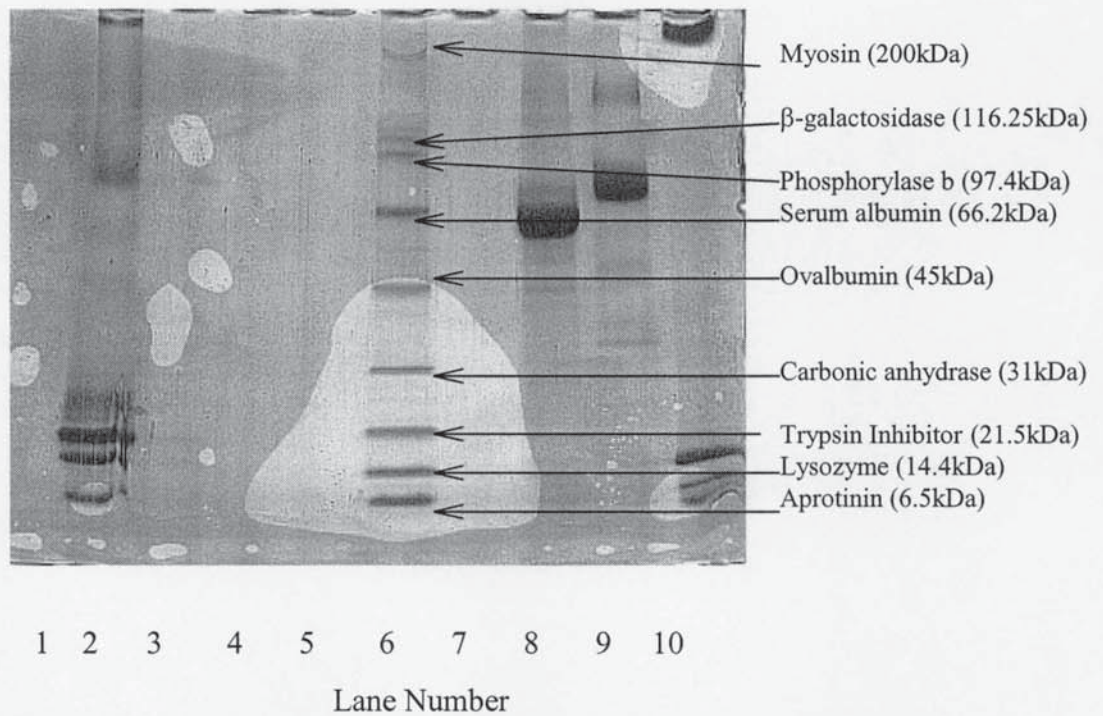 Myosin (200kDa)
β-galactosidase (116.25kDa)
Phosphorylase b (97.4kDa)
Serum albumin (66.2kDa)
Ovalbumin (45kDa)
Carbonic anhydrase (31kDa)
Trypsin Inhibitor (21.5kDa)
Lysozyme (14.4kDa)
Aprotinin (6.5kDa)
1 2 3 4 5 6 7 8 9 10
Lane Number